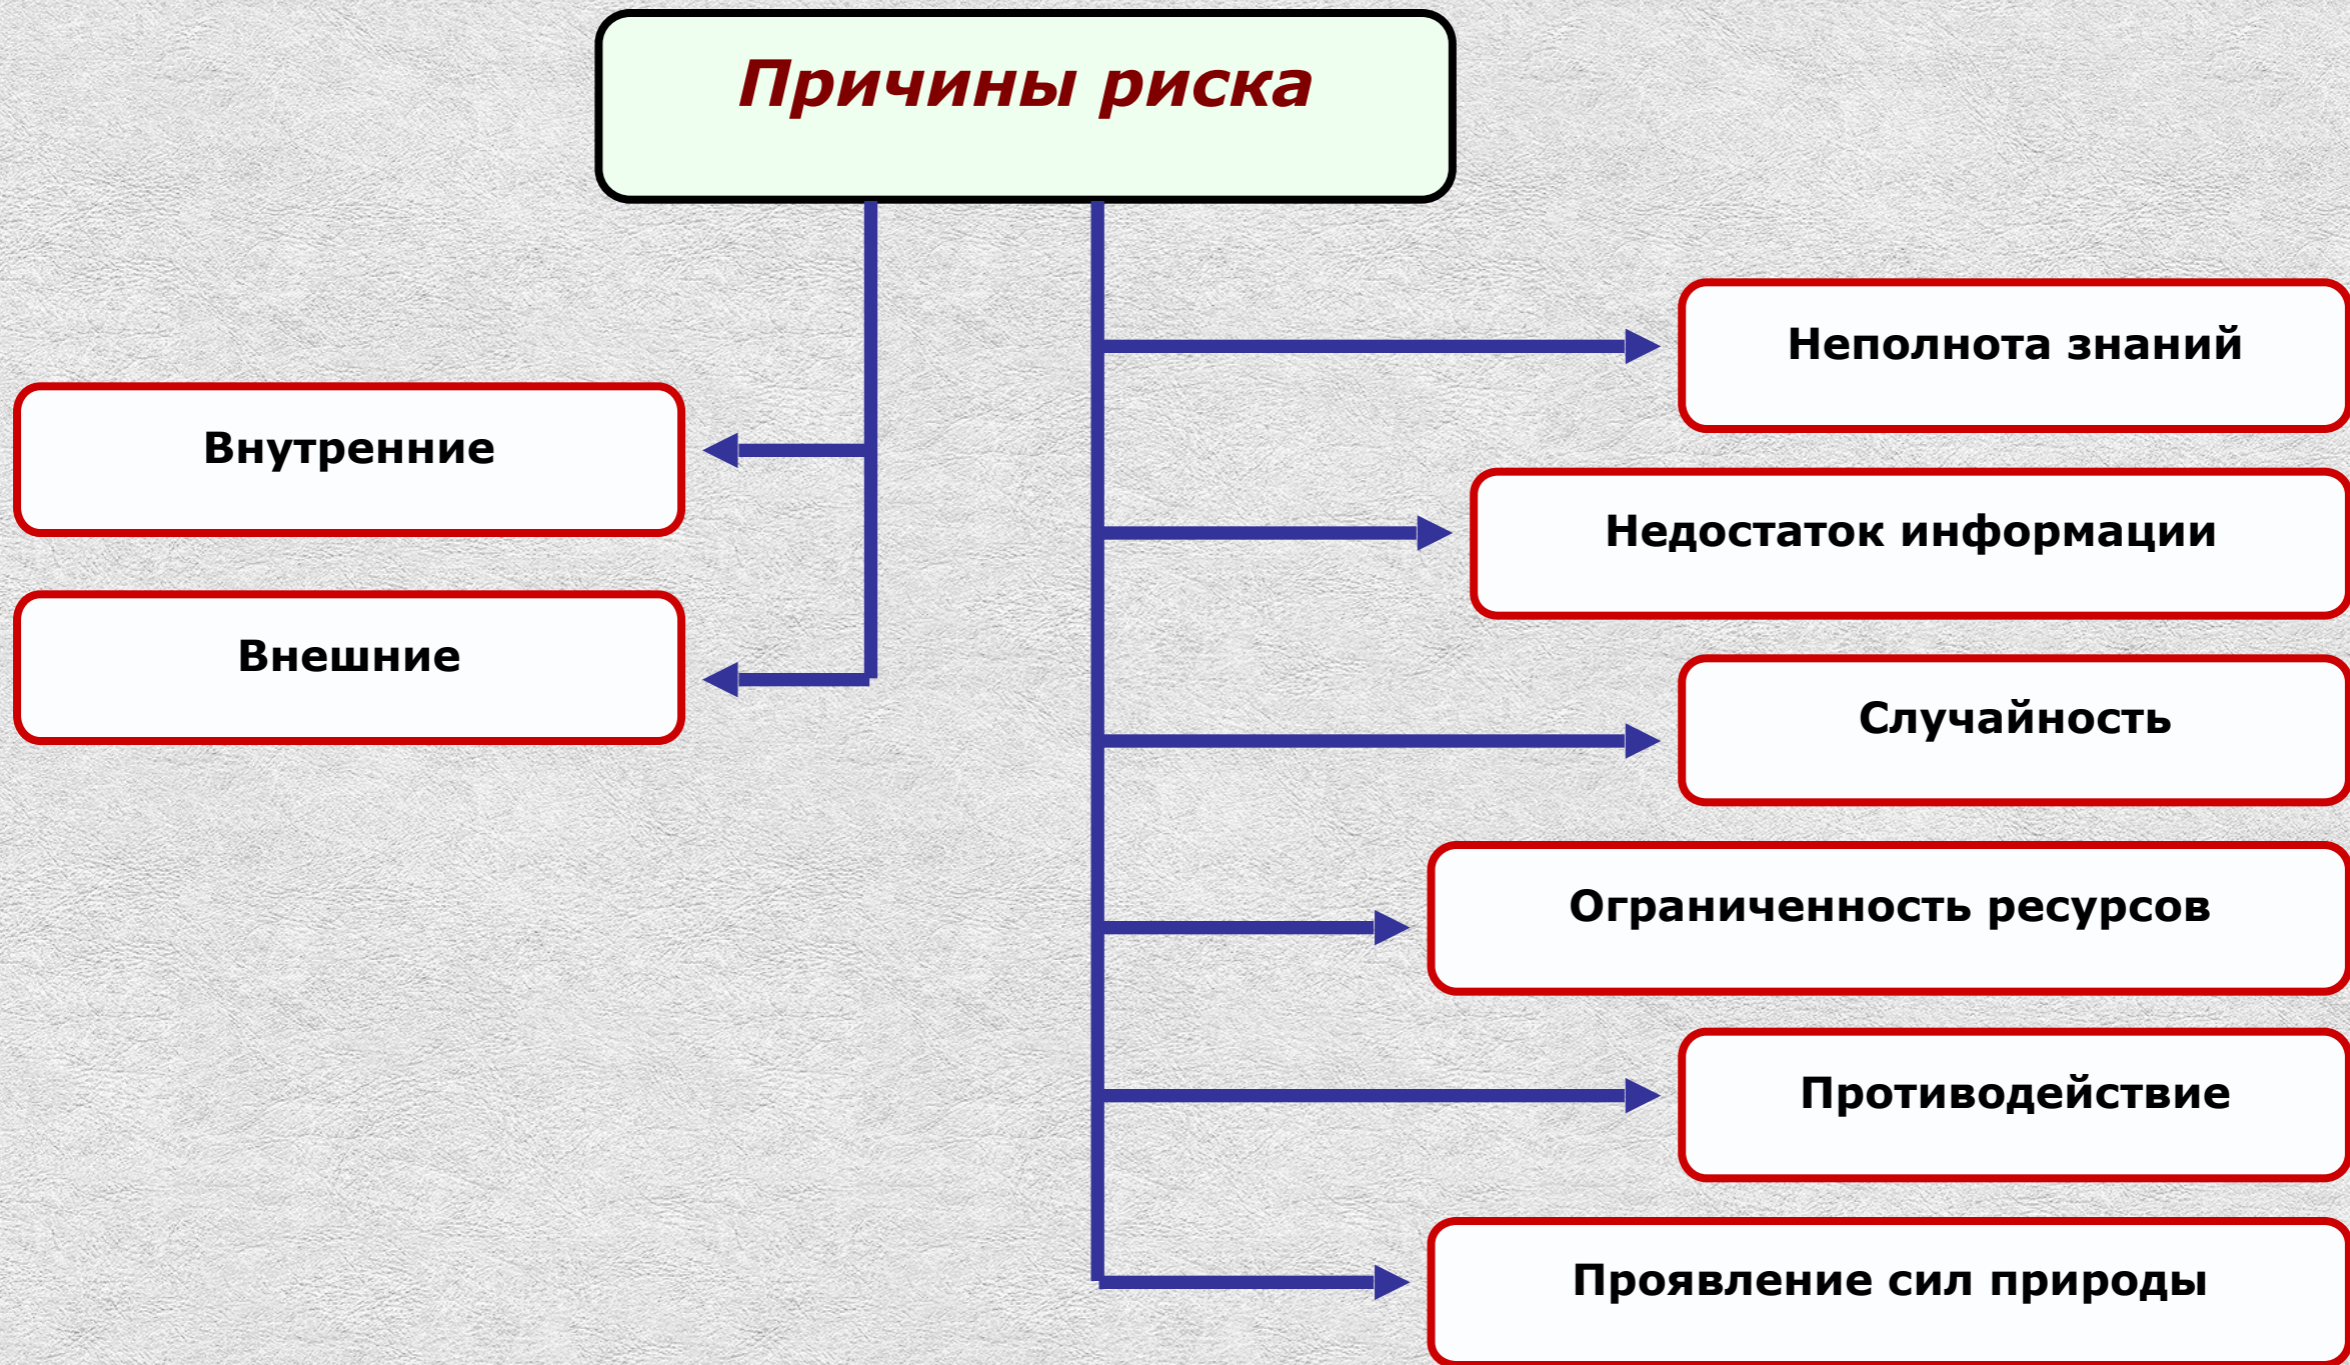 Причины риска
Внутренние
Внешние
Неполнота знаний
Недостаток информации
Случайность
Ограниченность ресурсов
Противодействие
Проявление сил природы